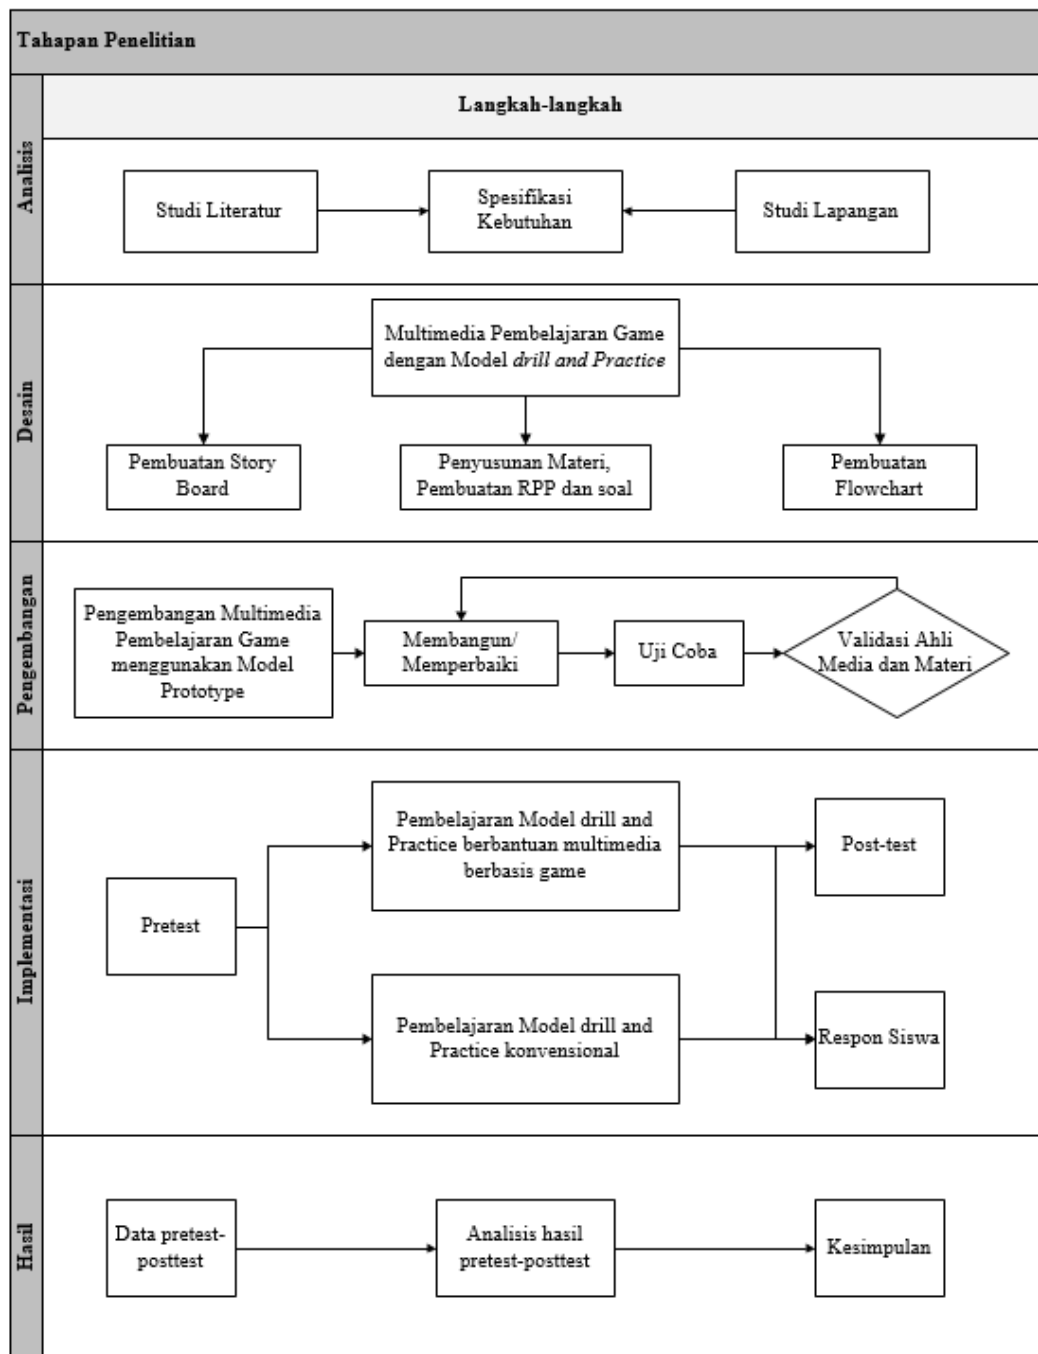 Tahapan Penelitian
Langkah-langkah
Analisis
Studi Literatur
Spesifikasi
Kebutuhan
Studi Lapangan
Desain
Multimedia Pembelajaran Game
dengan Model drill and Practice
Pembuatan Story
Board
Penyusunan Materi,
Pembuatan RPP dan soal
Pembuatan
Flowchart
Pengembangan
Pengembangan Multimedia
Pembelajaran Game
menggunakan Model
Prototype
Membangun/
Memperbaiki
Uji Coba
Validasi Ahli
Media dan Materi
Implementasi
Pretest
Pembelajaran Model drill and
Practice berbantuan multimedia
berbasis game
Pembelajaran Model drill and
Practice konvensional
Post-test
Respon Siswa
Hasil
Data pretest-
posttest
Analisis hasil
pretest-posttest
Kesimpulan